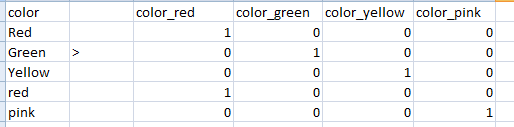 color color_red color_green color_yellow color_pink
Red 1 0 0 0
Green > 0 1 0 0
Yellow 0 0 1 0
red 1 0 0 0
pink 0 0 0 1